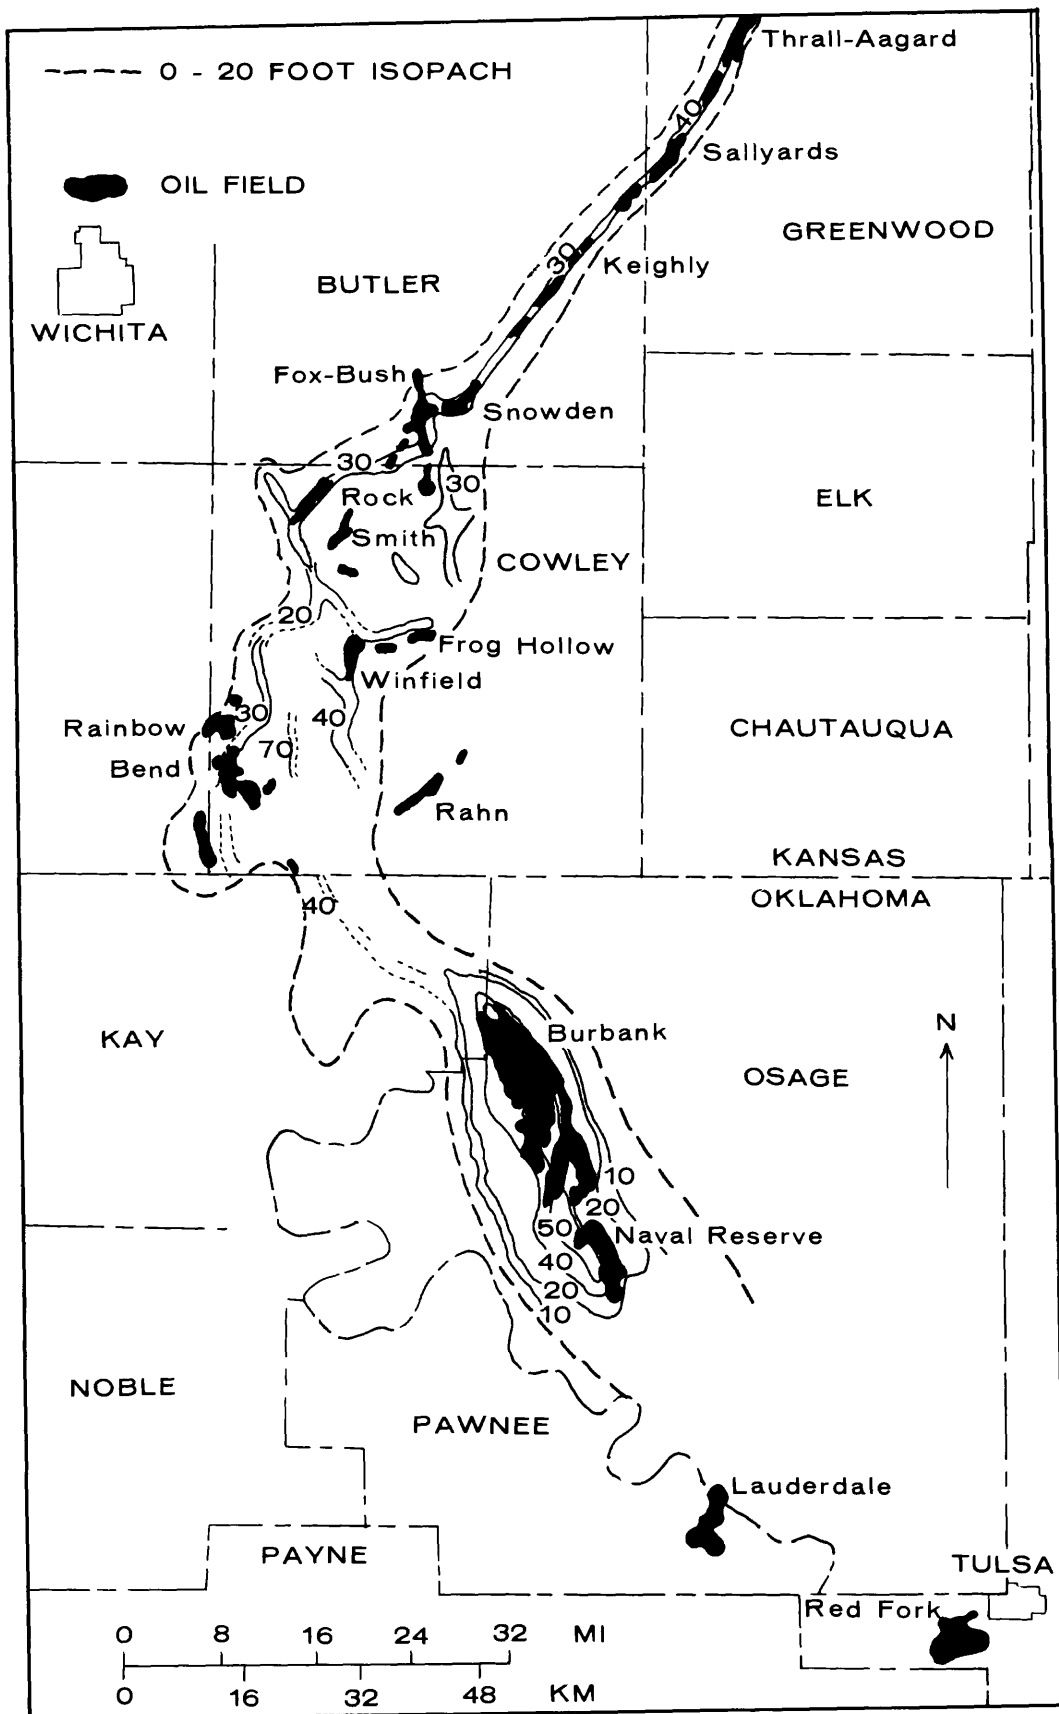 Thrall-Aagard
0 - 20 FOOT ISOPACH
40
Sallyards
OIL FIELD
GREENWOOD
30
Keighly
BUTLER
WICHITA
Fox-Bush
Snowden
30
30
Rock
ELK
Smith
COWLEY
20
Frog Hollow
Winfield
30
40
Rainbow
Bend
70
CHAUTAUQUA
Rahn
KANSAS
OKLAHOMA
40
N
KAY
Burbank
OSAGE
10
20
50
Naval Reserve
40
20
10
NOBLE
PAWNEE
Lauderdale
PAYNE
TULSA
Red Fork
0 8 16 24 32 MI
0 16 32 48 KM